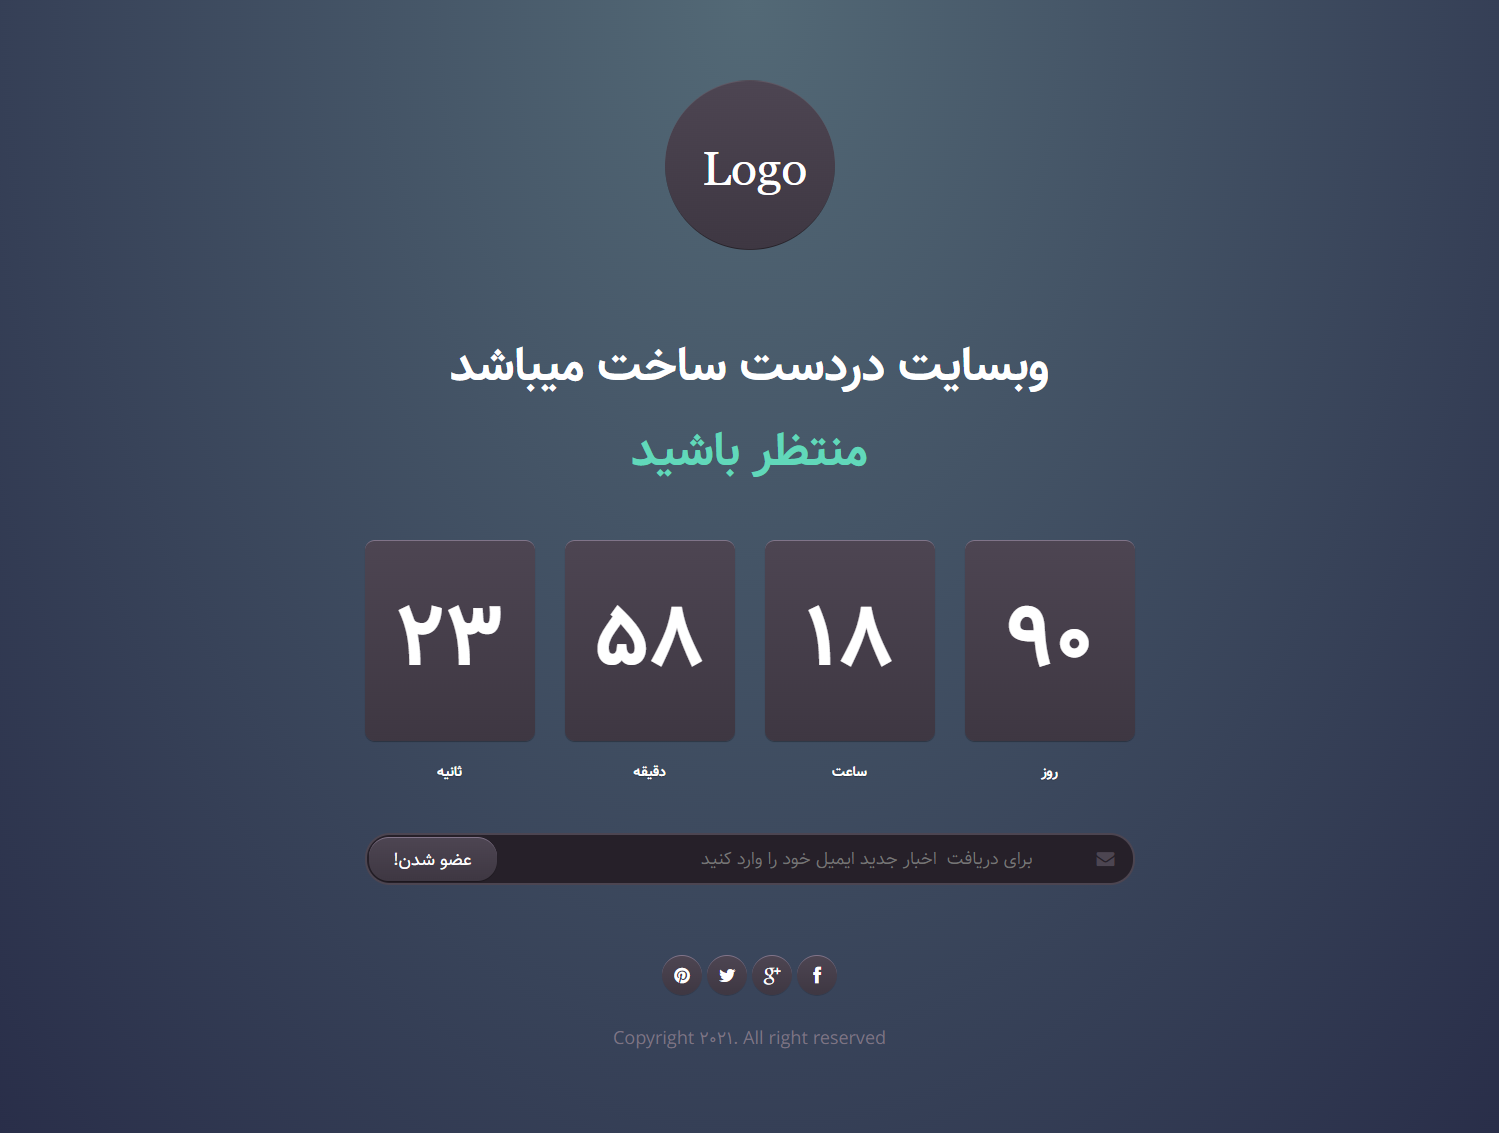 Logo
وبسایت دردست ساخت میباشد
منتظر باشید
۹۰ ۱۸ ۵۸ ۲۳
روز ساعت دقیقه ثانیه
برای دریافت  اخبار جدید ایمیل خود را وارد کنید عضو شدن!
Copyright ۲۰۲۱. All right reserved